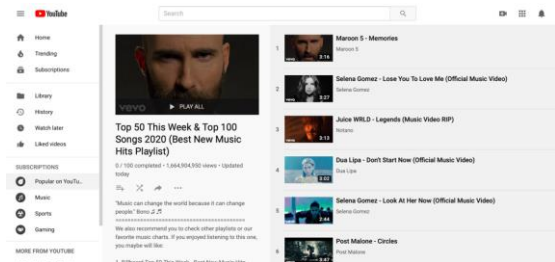 YouTube
Search
Home
Trending
Subscriptions
Library
History
Watch later
Liked videos
SUBSCRIPTIONS
Popular on YouTu...
Music
Sports
Gaming
MORE FROM YOUTUBE
vevo
PLAY ALL
Top 50 This Week & Top 100
Songs 2020 (Best New Music
Hits Playlist)
0 / 100 completed • 1,664,904,950 views • Updated
today
"Music can change the world because it can change
people." Bono
==========================================
We also recommend you to check other playlists or our
favorite music charts. If you enjoyed listening to this one,
you maybe will like:
1
3:16
Maroon 5 - Memories
Maroon 5
2
3:27
Selena Gomez - Lose You To Love Me (Official Music Video)
Selena Gomez
3
3:13
Juice WRLD - Legends (Music Video RIP)
Notano
4
3:02
Dua Lipa - Don't Start Now (Official Music Video)
Dua Lipa
5
2:44
Selena Gomez - Look At Her Now (Official Music Video)
Selena Gomez
6
3:47
Post Malone - Circles
Post Malone